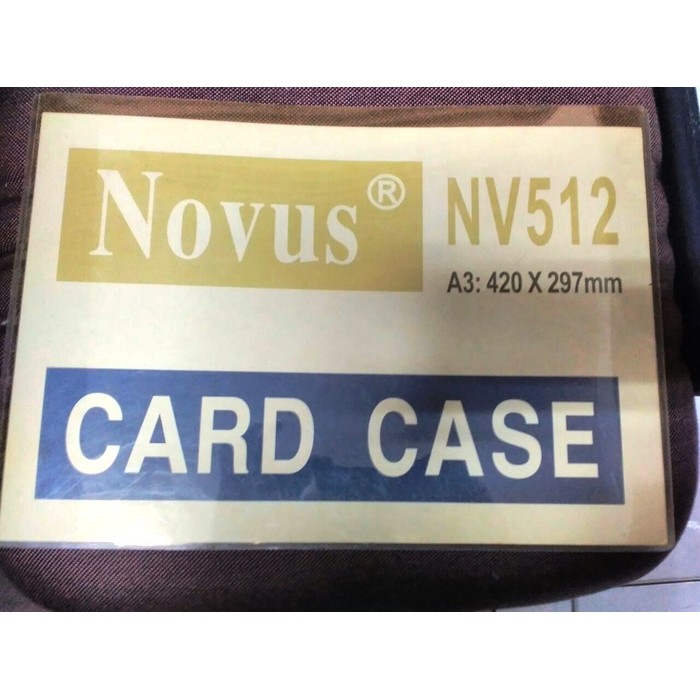 Novus®
NV512
A3: 420 X 297mm
CARD CASE